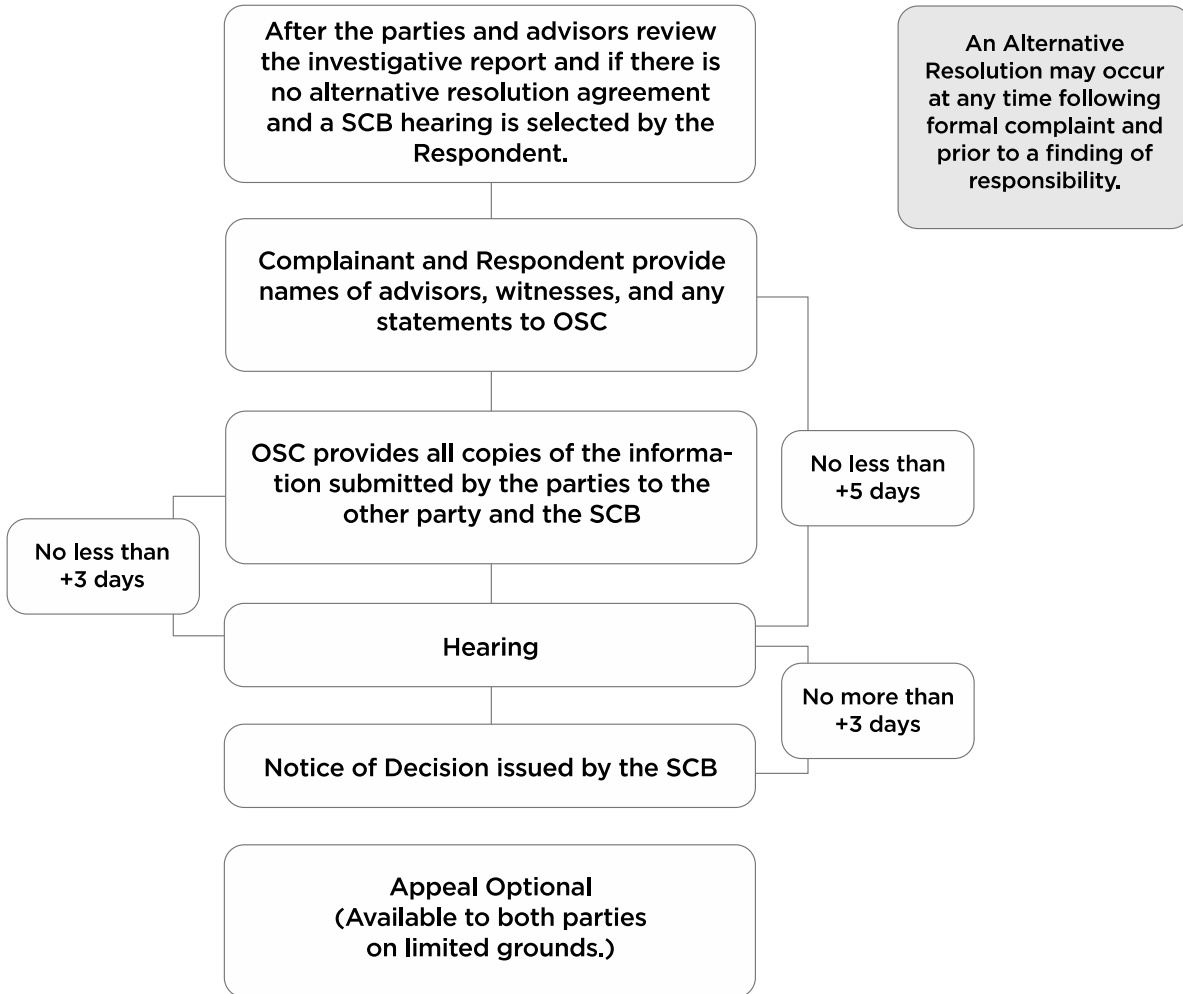 After the parties and advisors review
the investigative report and if there is
no alternative resolution agreement
and a SCB hearing is selected by the
Respondent.
An Alternative
Resolution may occur
at any time following
formal complaint and
prior to a finding of
responsibility.
Complainant and Respondent provide
names of advisors, witnesses, and any
statements to OSC
OSC provides all copies of the informa-
tion submitted by the parties to the
other party and the SCB
No less than
+5 days
No less than
+3 days
Hearing
No more than
+3 days
Notice of Decision issued by the SCB
Appeal Optional
(Available to both parties
on limited grounds.)